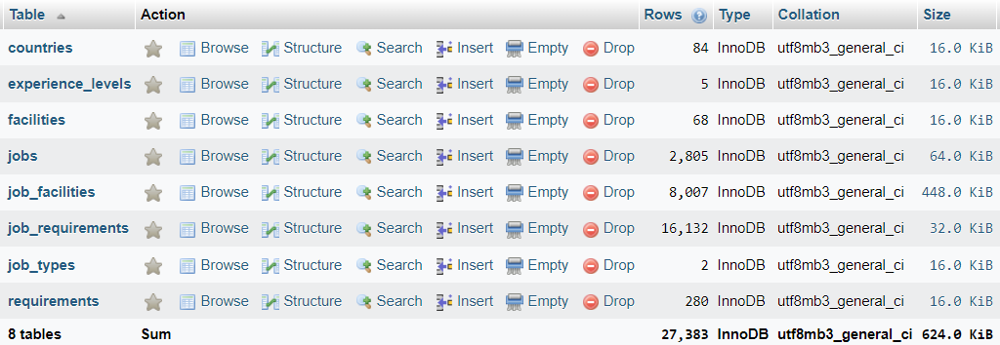 Table Action Rows Type Collation Size
countries Browse Structure Search Insert Empty Drop 84 InnoDB utf8mb3_general_ci 16.0 KiB
experience_levels Browse Structure Search Insert Empty Drop 5 InnoDB utf8mb3_general_ci 16.0 KiB
facilities Browse Structure Search Insert Empty Drop 68 InnoDB utf8mb3_general_ci 16.0 KiB
jobs Browse Structure Search Insert Empty Drop 2,805 InnoDB utf8mb3_general_ci 64.0 KiB
job_facilities Browse Structure Search Insert Empty Drop 8,007 InnoDB utf8mb3_general_ci 448.0 KiB
job_requirements Browse Structure Search Insert Empty Drop 16,132 InnoDB utf8mb3_general_ci 32.0 KiB
job_types Browse Structure Search Insert Empty Drop 2 InnoDB utf8mb3_general_ci 16.0 KiB
requirements Browse Structure Search Insert Empty Drop 280 InnoDB utf8mb3_general_ci 16.0 KiB
8 tables Sum 27,383 InnoDB utf8mb3_general_ci 624.0 KiB